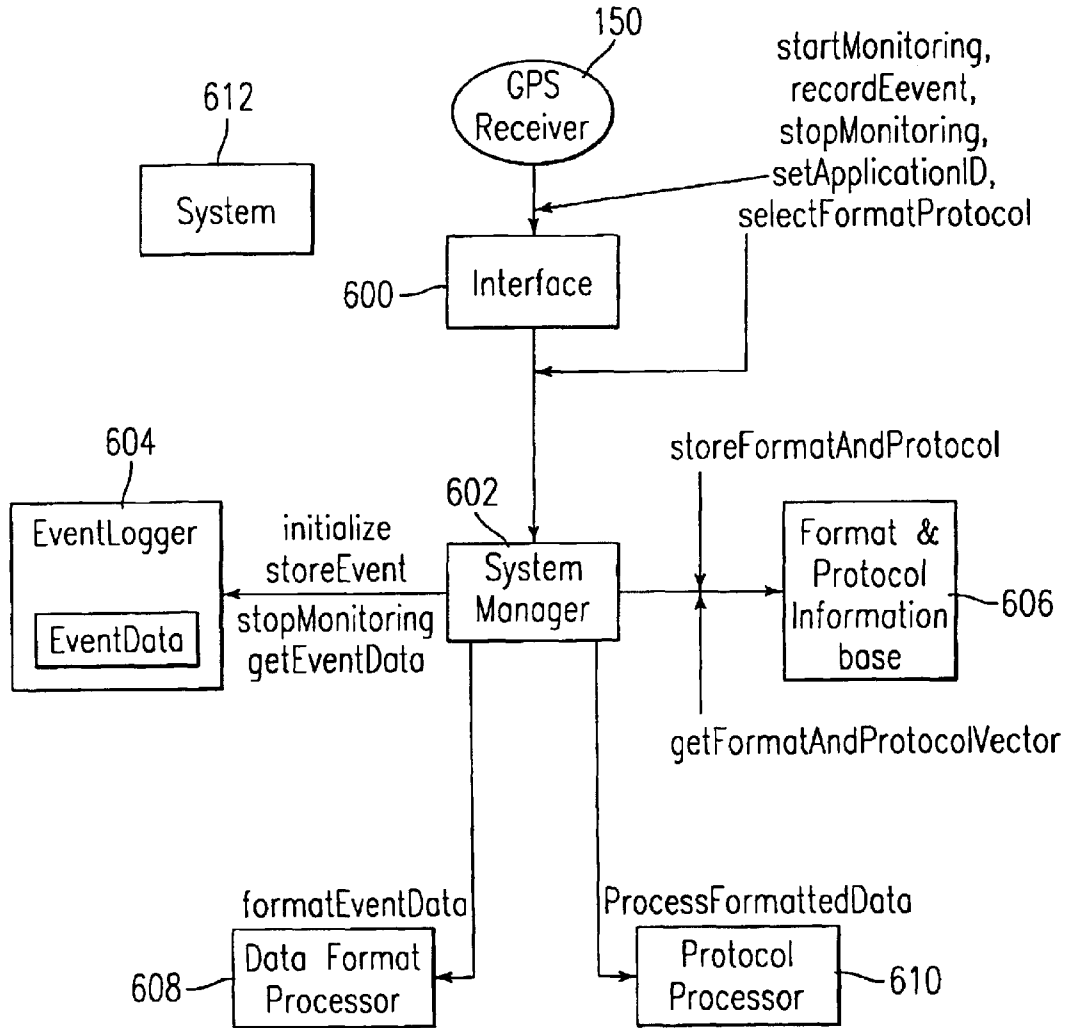 150
GPS
Receiver
startMonitoring,
recordEevent,
stopMonitoring,
setApplicationID,
selectFormatProtocol
612
System
600
Interface
604
EventLogger
EventData
initialize
storeEvent
stopMonitoring
getEventData
602
System
Manager
storeFormatAndProtocol
Format &
Protocol
Information
base
606
getFormatAndProtocolVector
formatEventData
608
Data Format
Processor
ProcessFormattedData
Protocol
Processor
610